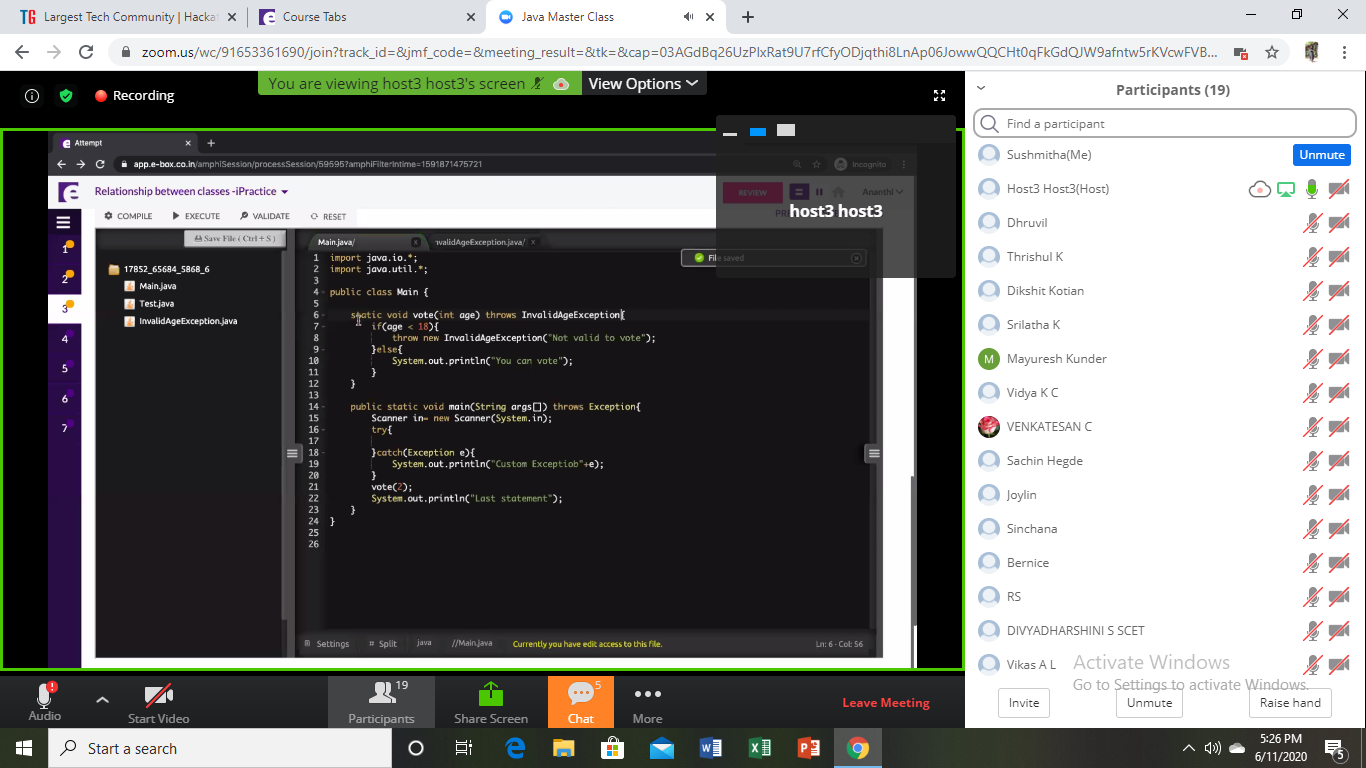 Largest Tech Community | Hacka
Course Tabs
Java Master Class
zoom.us/wc/91653361690/join?track_id=&jmf_code=&meeting_result=&tk=&cap=03AGdBq26UzPIxRat9U7rfCfyODjqthi8LnAp06JowwQQCHt0qFkGdQJW9afntw5rKVcwFVB...
You are viewing host3 host3's screen
View Options
Recording
Attempt
app.e-box.co.in/amphiSession/processSession/59595?amphiFilterIntime=1591871475721
Incognito
Relationship between classes -iPractice
REVIEW
Ananthi
host3 host3
COMPILE
EXECUTE
VALIDATE
RESET
Save File ( Ctrl + S )
17852_65684_5868_6
Main.java
Test.java
InvalidAgeException.java
1
2
3
4
5
6
7
Main.java/
nvalidAgeException.java/
File saved
1 import java.io.*;
2 import java.util.*;
3
4 public class Main {
5
6 static void vote(int age) throws InvalidAgeException{
7 if(age < 18){
8 throw new InvalidAgeException("Not valid to vote");
9 }else{
10 System.out.println("You can vote");
11 }
12 }
13
14 public static void main(String args[]) throws Exception{
15 Scanner in= new Scanner(System.in);
16 try{
17
18 }catch(Exception e){
19 System.out.println("Custom Exceptiob"+e);
20 }
21 vote(2);
22 System.out.println("Last statement");
23 }
24 }
25
26
Settings
Split
java
//Main.java
Currently you have edit access to this file.
Ln: 6 - Col: 56
Participants (19)
Find a participant
Sushmitha(Me)
Unmute
Host3 Host3(Host)
Dhruvil
Thrishul K
Dikshit Kotian
Srilatha K
M Mayuresh Kunder
Vidya K C
VENKATESAN C
Sachin Hegde
Joylin
Sinchana
Bernice
RS
DIVYADHARSHINI S SCET
Vikas A L
Activate Windows
Go to Settings to activate Windows.
Invite
Unmute
Raise hand
Audio
Start Video
19
Participants
Share Screen
5
Chat
More
Leave Meeting
Start a search
5:26 PM
6/11/2020
5